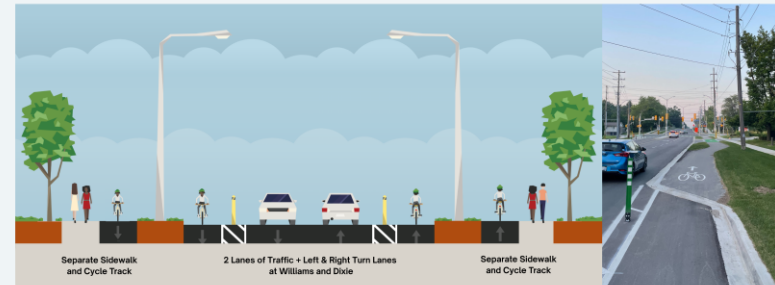 Separate Sidewalk
and Cycle Track
2 Lanes of Traffic + Left & Right Turn Lanes
at Williams and Dixie
Separate Sidewalk
and Cycle Track